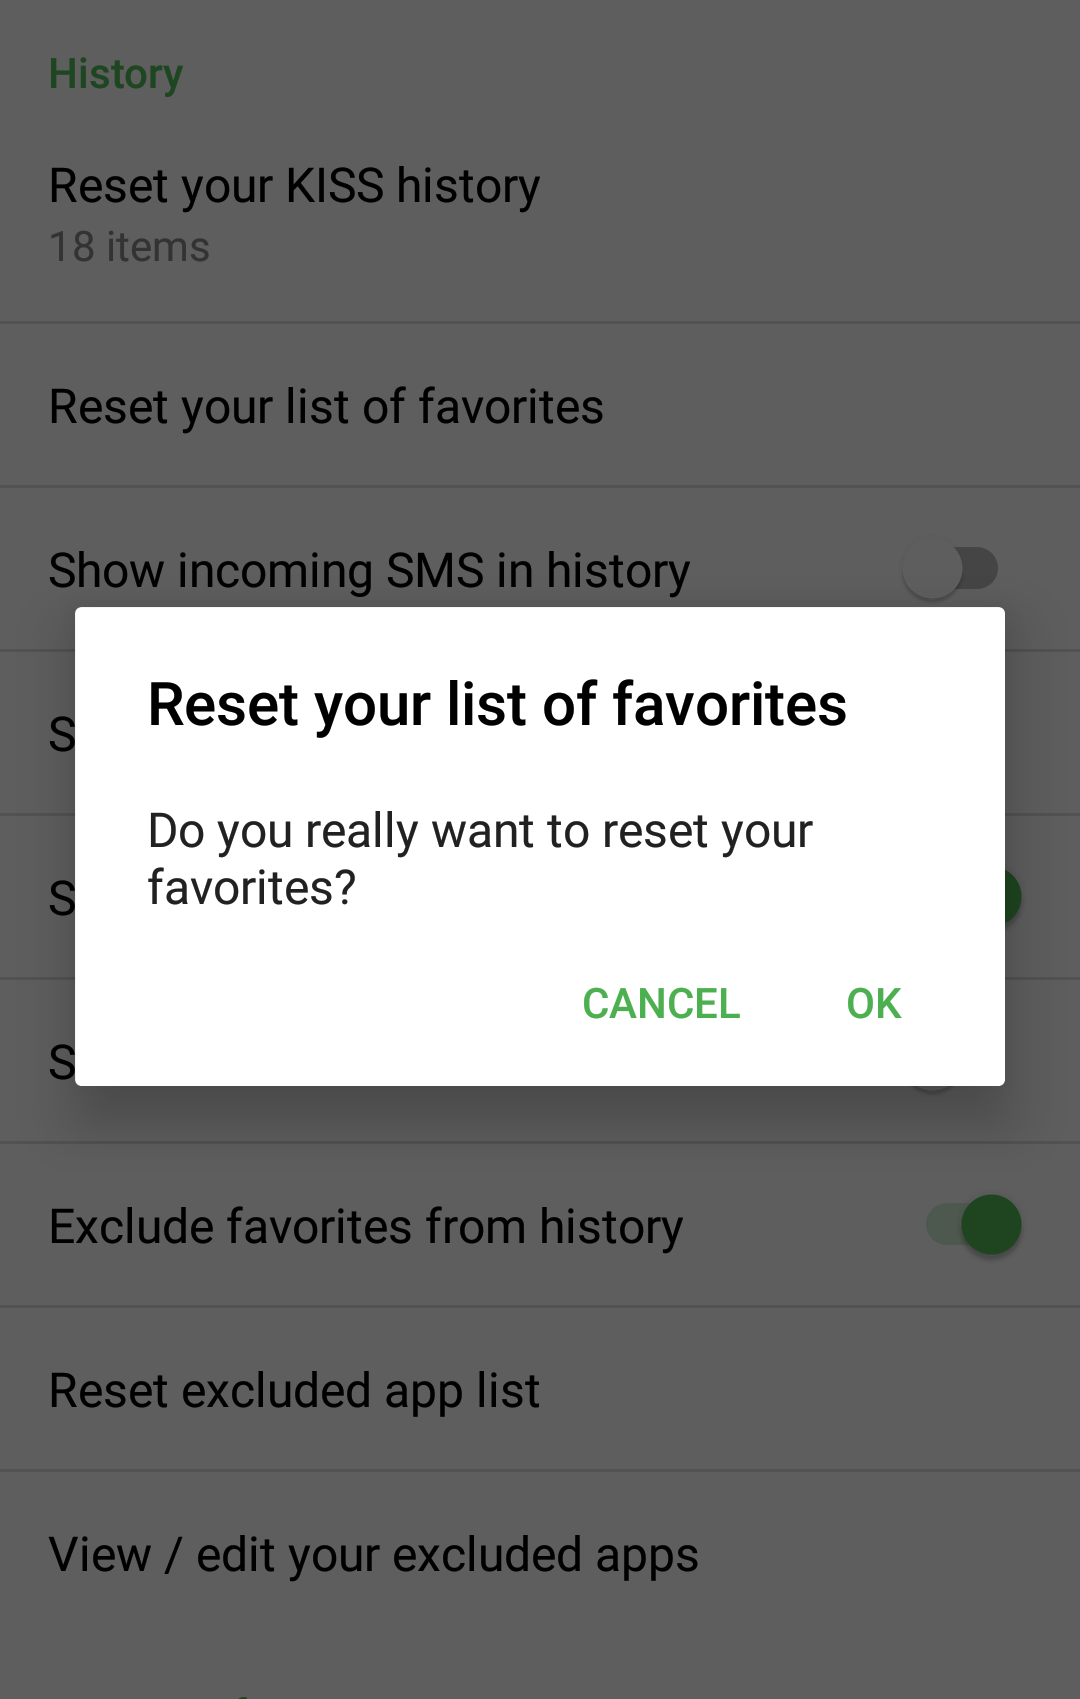 History
Reset your KISS history
18 items
Reset your list of favorites
Show incoming SMS in history
Reset your list of favorites
Do you really want to reset your
favorites?
CANCEL OK
Exclude favorites from history
Reset excluded app list
View / edit your excluded apps